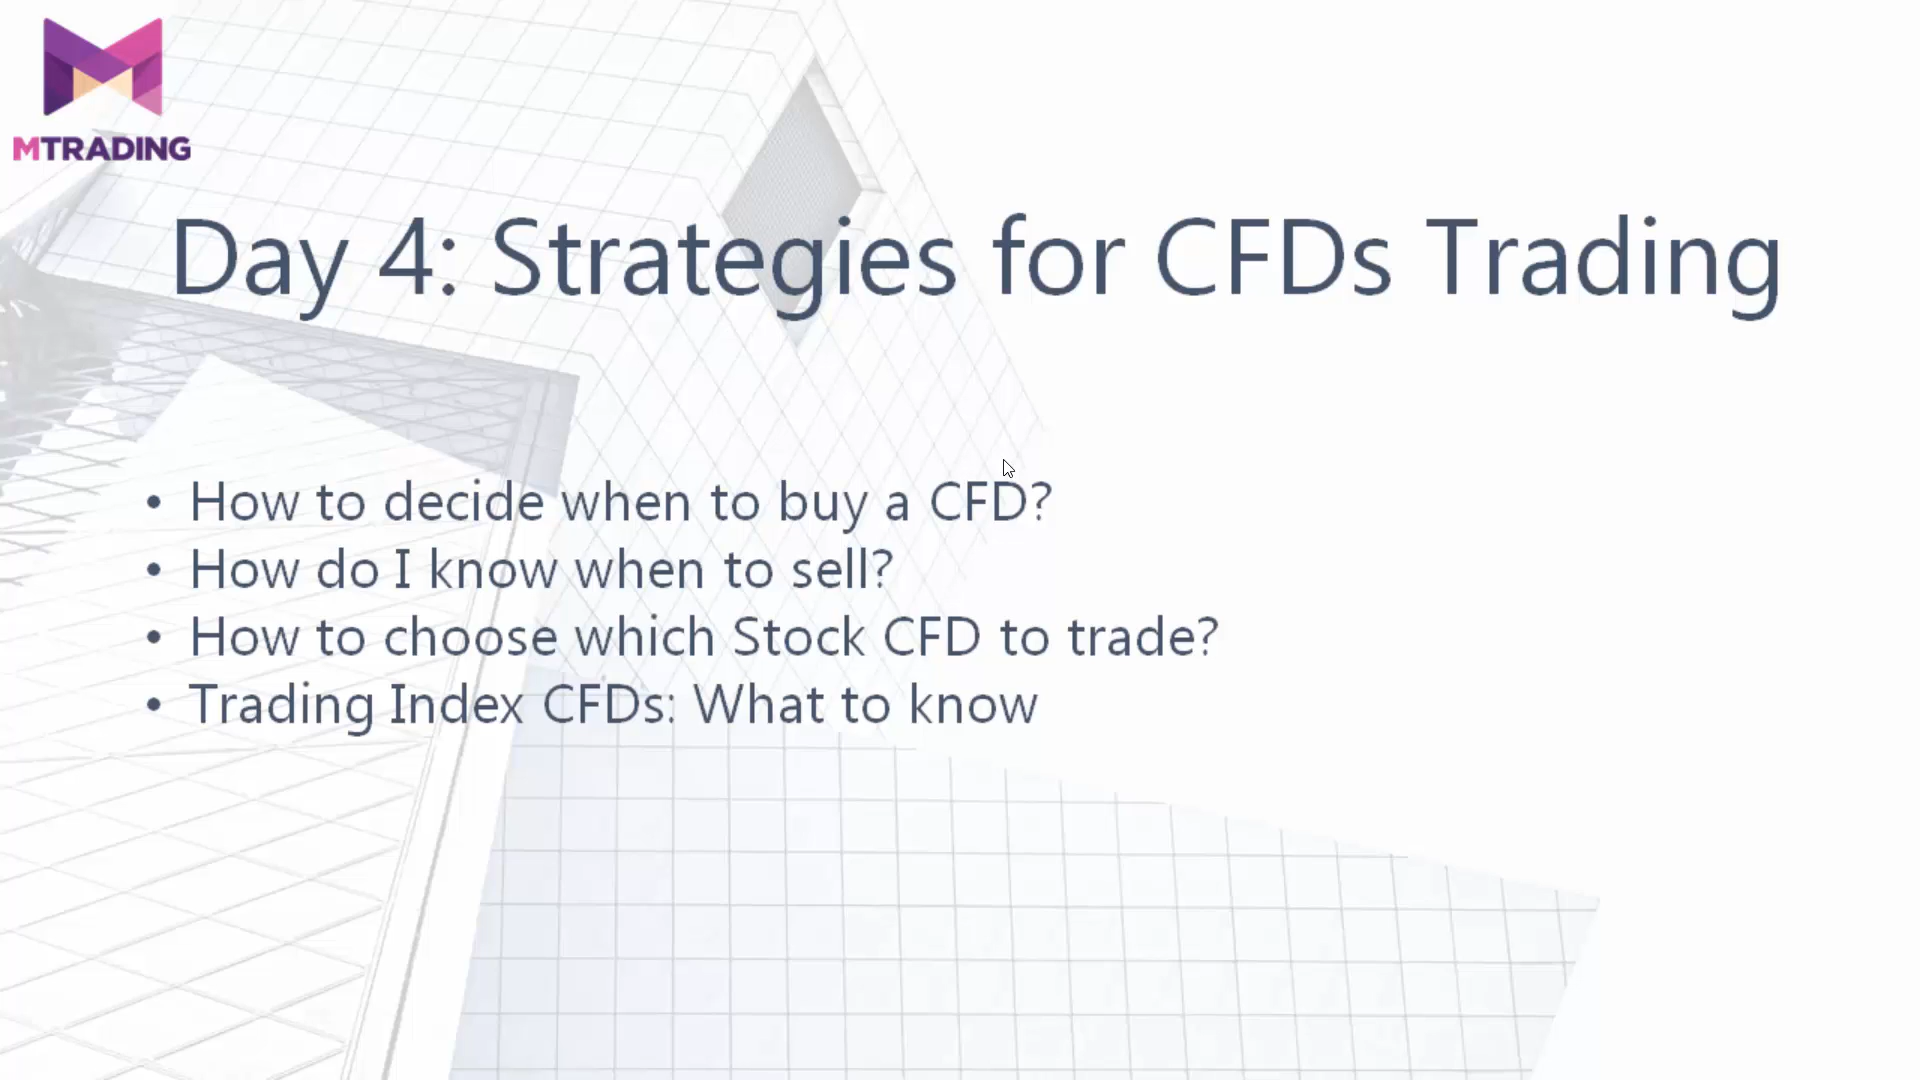 MTRADING
Day 4: Strategies for CFDs Trading
• How to decide when to buy a CFD?
• How do I know when to sell?
• How to choose which Stock CFD to trade?
• Trading Index CFDs: What to know